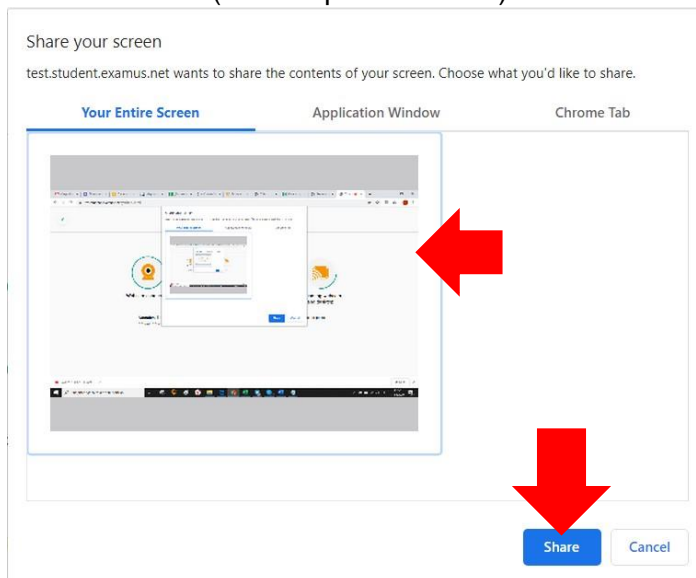 Share your screen
test.student.examus.net wants to share the contents of your screen. Choose what you'd like to share.
Your Entire Screen Application Window Chrome Tab
Share Cancel